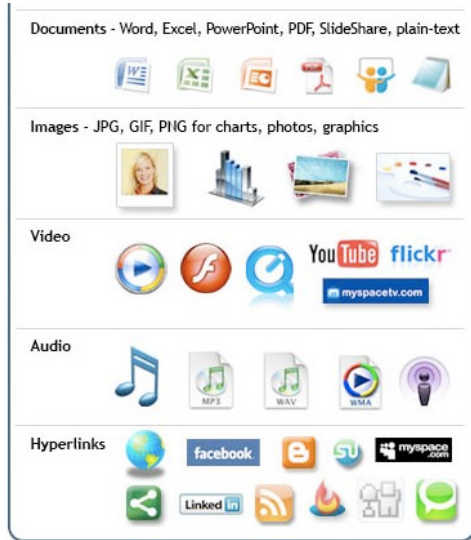 Documents - Word, Excel, PowerPoint, PDF, SlideShare, plain-text
Images - JPG, GIF, PNG for charts, photos, graphics
Video
You Tube flickr
myspacetv.com
Audio
MP3 WAV WMA
Hyperlinks
facebook myspace.com
Linked in